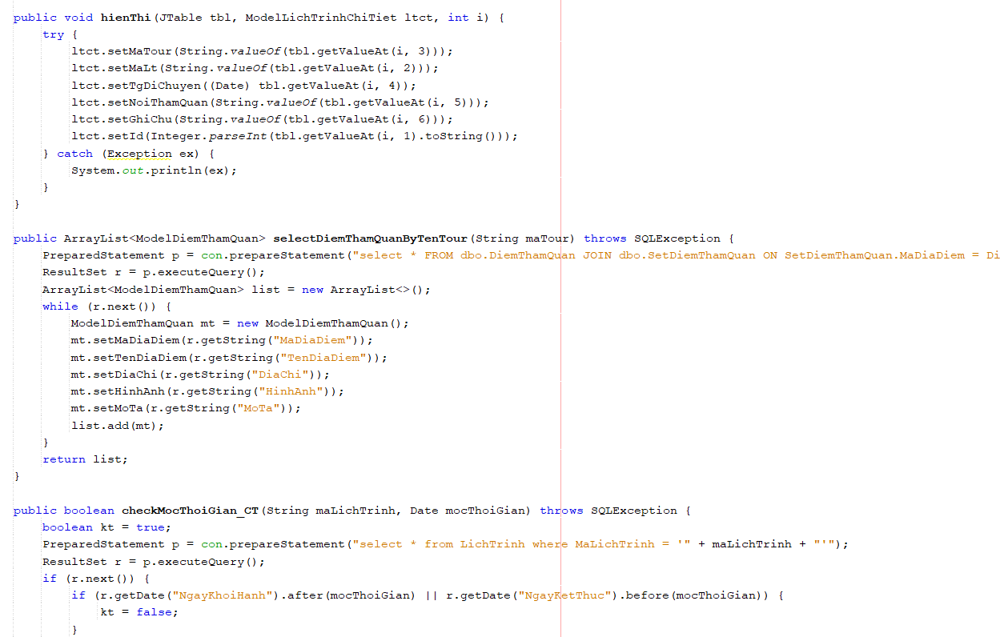 public void hienThi(JTable tbl, ModelLichTrinhChiTiet ltct, int i) {
    try {
        ltct.setMaTour(String.valueOf(tbl.getValueAt(i, 3)));
        ltct.setMaLt(String.valueOf(tbl.getValueAt(i, 2)));
        ltct.setTgDiChuyen((Date) tbl.getValueAt(i, 4));
        ltct.setNoiThamQuan(String.valueOf(tbl.getValueAt(i, 5)));
        ltct.setGhiChu(String.valueOf(tbl.getValueAt(i, 6)));
        ltct.setId(Integer.parseInt(tbl.getValueAt(i, 1).toString()));
    } catch (Exception ex) {
        System.out.println(ex);
    }
}
public ArrayList<ModelDiemThamQuan> selectDiemThamQuanByTenTour(String maTour) throws SQLException {
    PreparedStatement p = con.prepareStatement("select * FROM dbo.DiemThamQuan JOIN dbo.SetDiemThamQuan ON SetDiemThamQuan.MaDiaDiem = Di
    ResultSet r = p.executeQuery();
    ArrayList<ModelDiemThamQuan> list = new ArrayList<>();
    while (r.next()) {
        ModelDiemThamQuan mt = new ModelDiemThamQuan();
        mt.setMaDiaDiem(r.getString("MaDiaDiem"));
        mt.setTenDiaDiem(r.getString("TenDiaDiem"));
        mt.setDiaChi(r.getString("DiaChi"));
        mt.setHinhAnh(r.getString("HinhAnh"));
        mt.setMoTa(r.getString("MoTa"));
        list.add(mt);
    }
    return list;
}
public boolean checkMocThoiGian_CT(String maLichTrinh, Date mocThoiGian) throws SQLException {
    boolean kt = true;
    PreparedStatement p = con.prepareStatement("select * from LichTrinh where MaLichTrinh = '" + maLichTrinh + "'");
    ResultSet r = p.executeQuery();
    if (r.next()) {
        if (r.getDate("NgayKhoiHanh").after(mocThoiGian) || r.getDate("NgayKetThuc").before(mocThoiGian)) {
            kt = false;
        }